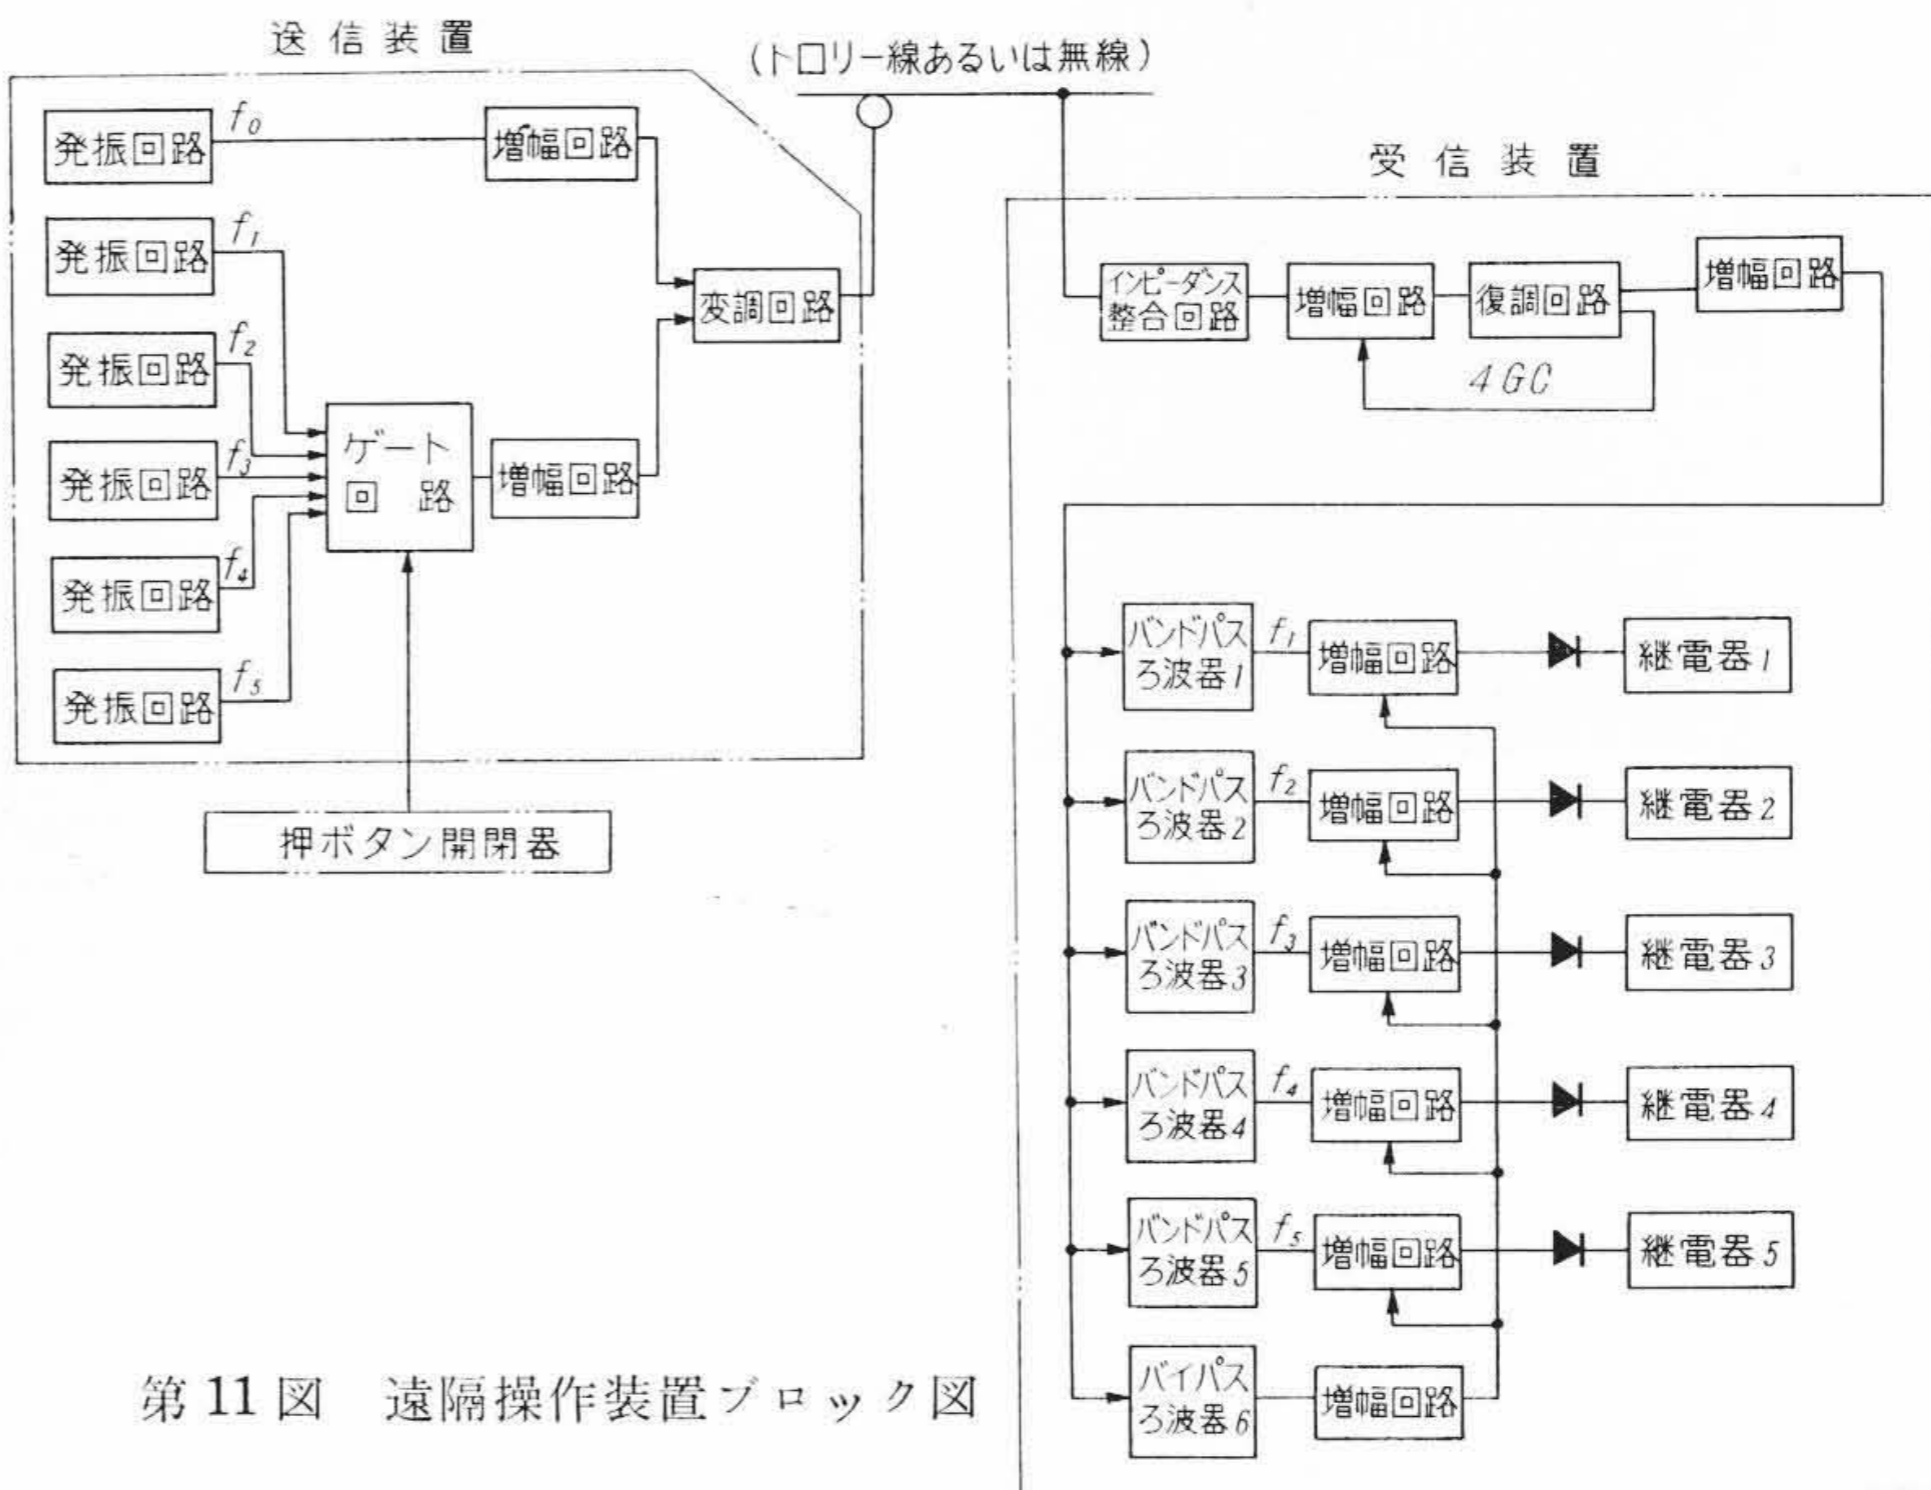 送信装置
(トロリー線あるいは無線)
発振回路
f0
増幅回路
発振回路
f1
発振回路
f2
発振回路
f3
発振回路
f4
発振回路
f5
ゲート
回路
増幅回路
変調回路
押ボタン開閉器
受信装置
インピーダンス
整合回路
増幅回路
復調回路
増幅回路
4GC
バンドパス
ろ波器1
f1
増幅回路
継電器1
バンドパス
ろ波器2
f2
増幅回路
継電器2
バンドパス
ろ波器3
f3
増幅回路
継電器3
バンドパス
ろ波器4
f4
増幅回路
継電器4
バンドパス
ろ波器5
f5
増幅回路
継電器5
バイパス
ろ波器6
増幅回路
第11図 遠隔操作装置ブロック図